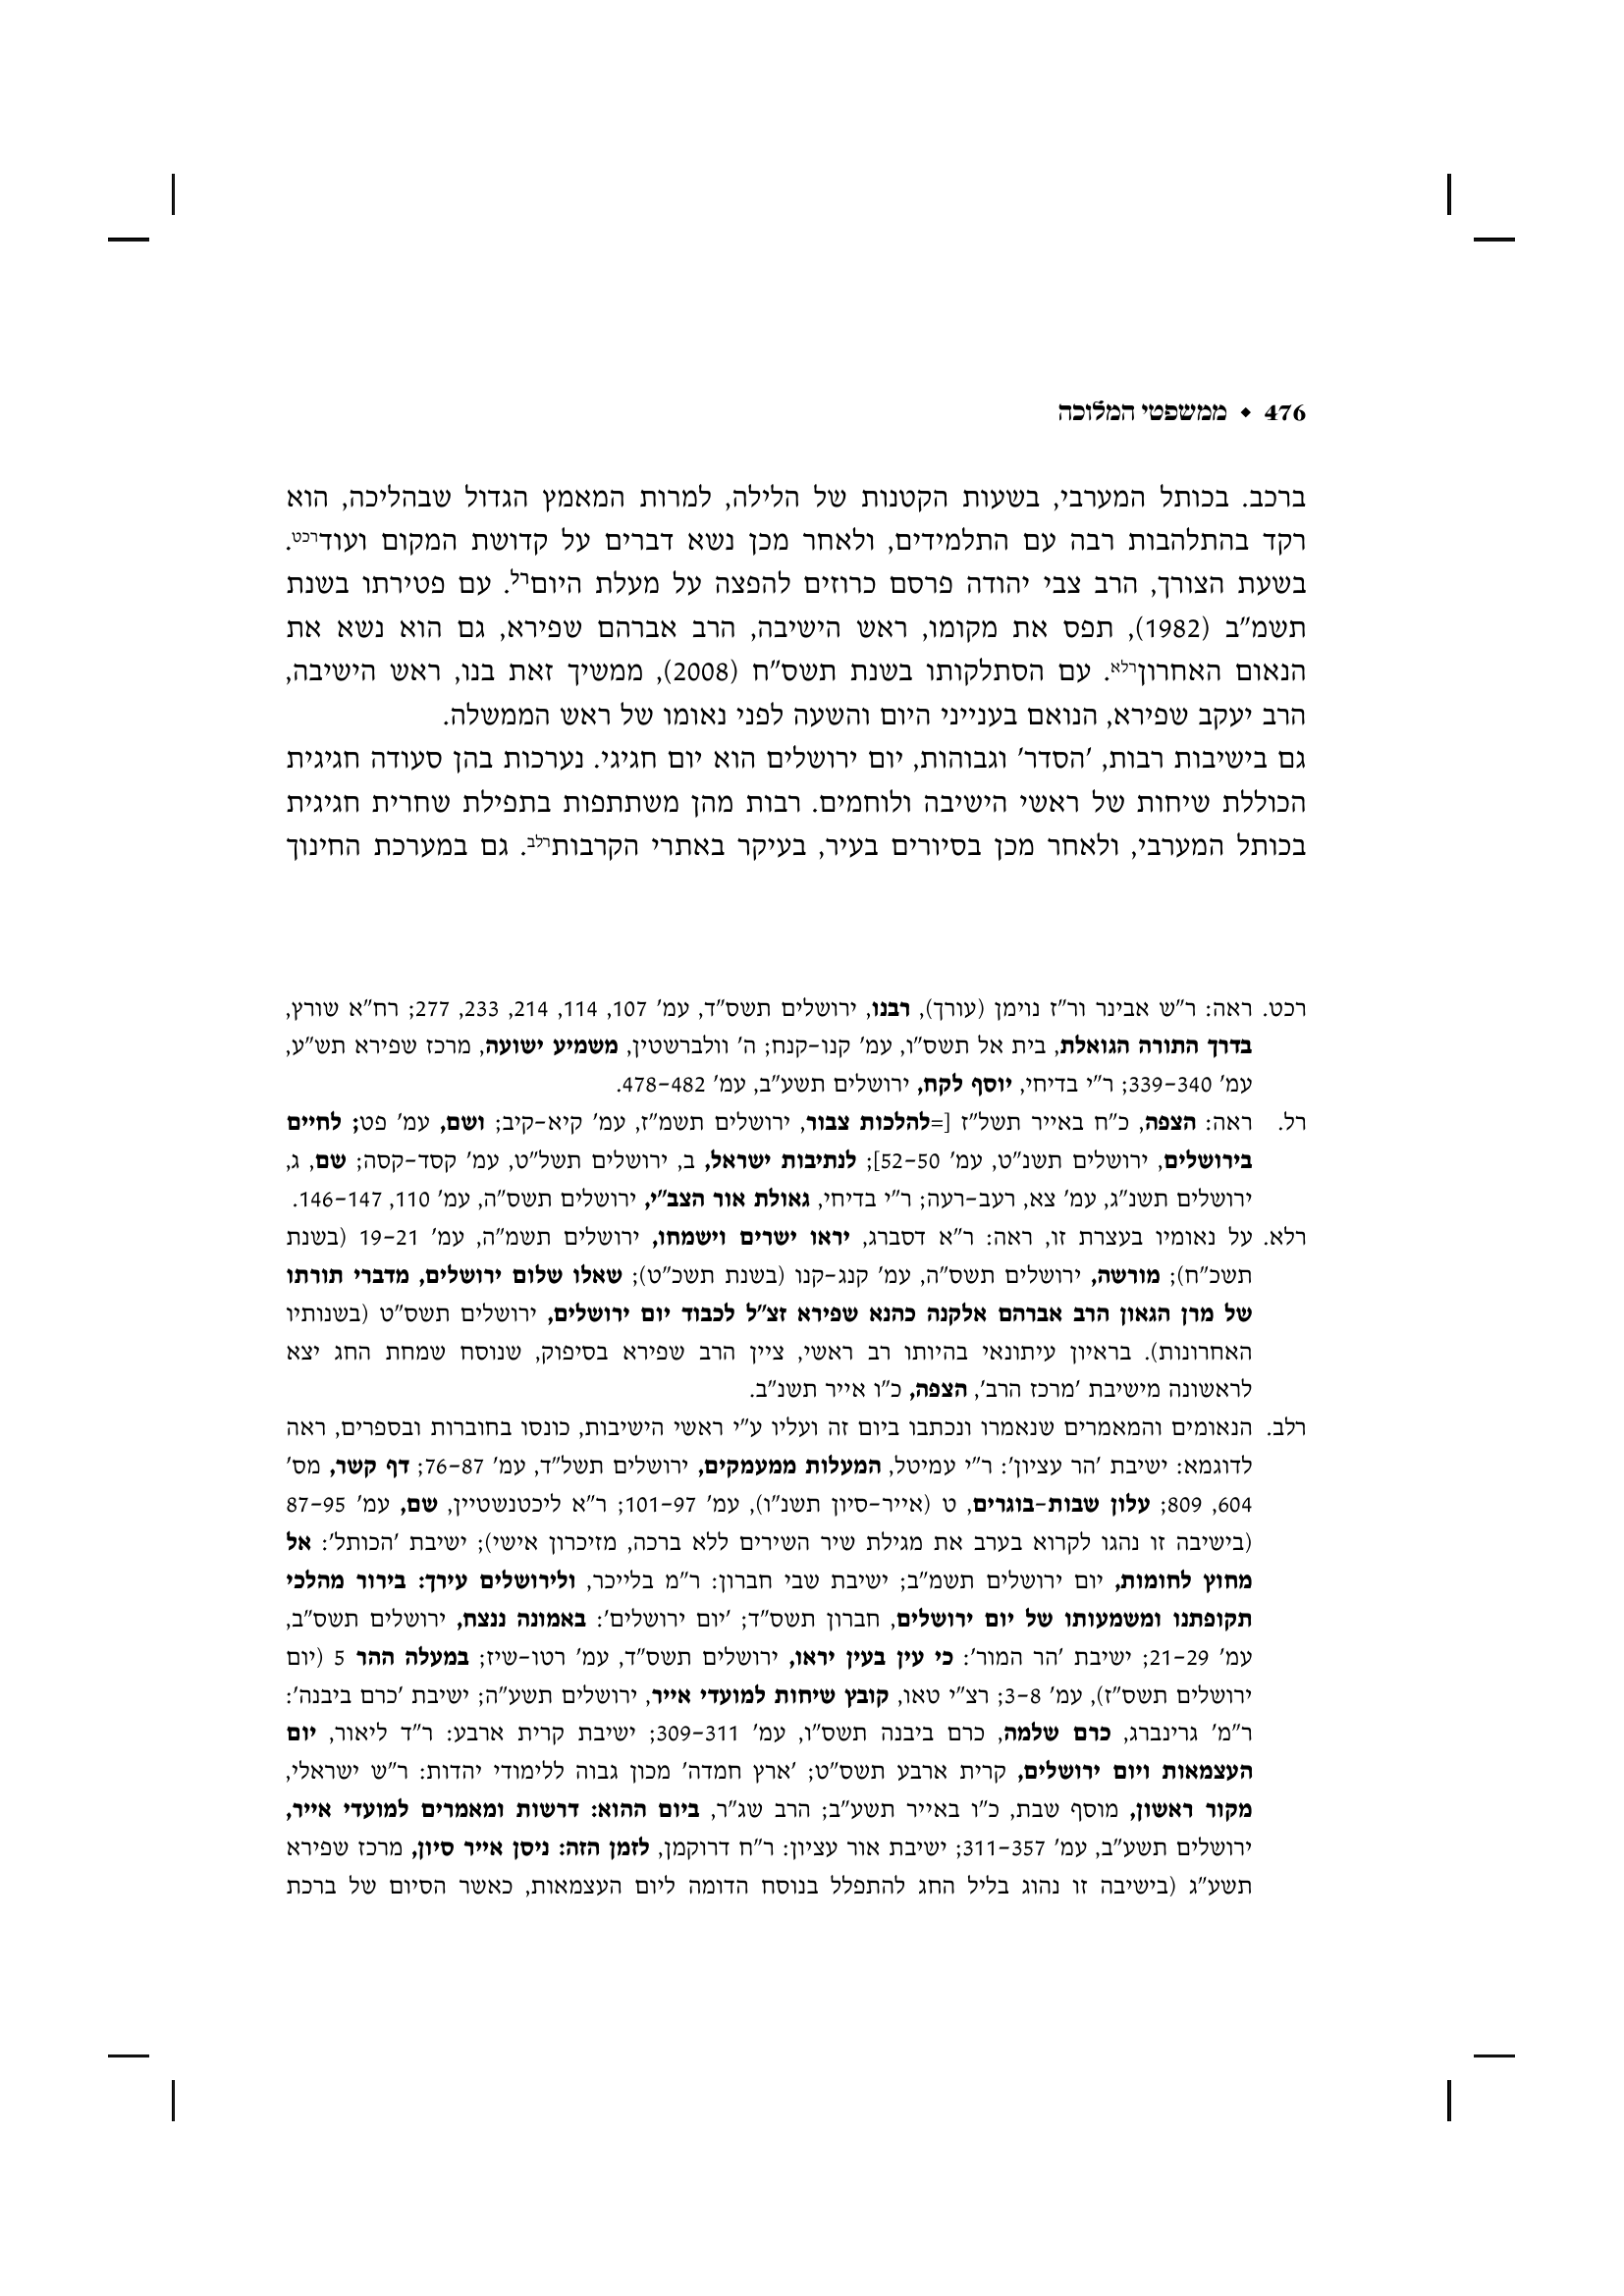 476 ◆ ממשפטי המלוכה
ברכב. בכותל המערבי, בשעות הקטנות של הלילה, למרות המאמץ הגדול שבהליכה, הוא
רקד בהתלהבות רבה עם התלמידים, ולאחר מכן נשא דברים על קדושת המקום ועודרכט.
בשעת הצורך, הרב צבי יהודה פרסם כרוזים להפצה על מעלת היוםרל. עם פטירתו בשנת
תשמ"ב (1982), תפס את מקומו, ראש הישיבה, הרב אברהם שפירא, גם הוא נשא את
הנאום האחרוןרלא. עם הסתלקותו בשנת תשס"ח (2008), ממשיך זאת בנו, ראש הישיבה,
הרב יעקב שפירא, הנואם בענייני היום והשעה לפני נאומו של ראש הממשלה.
גם בישיבות רבות, 'הסדר' וגבוהות, יום ירושלים הוא יום חגיגי. נערכות בהן סעודה חגיגית
הכוללת שיחות של ראשי הישיבה ולוחמים. רבות מהן משתתפות בתפילת שחרית חגיגית
בכותל המערבי, ולאחר מכן בסיורים בעיר, בעיקר באתרי הקרבותרלב. גם במערכת החינוך
רכט. ראה: ר"ש אבינר ור"ז נוימן (עורך), רבנו, ירושלים תשס"ד, עמ' 107, 114, 214, 233, 277; רח"א שורץ,
בדרך התורה הגואלת, בית אל תשס"ו, עמ' קנו-קנח; ה' וולברשטין, משמיע ישועה, מרכז שפירא תש"ע,
עמ' 339-340; ר"י בדיחי, יוסף לקח, ירושלים תשע"ב, עמ' 478-482.
רל. ראה: הצפה, כ"ח באייר תשל"ז [=להלכות צבור, ירושלים תשמ"ז, עמ' קיא-קיב; ושם, עמ' פט; לחיים
בירושלים, ירושלים תשנ"ט, עמ' 52-50]; לנתיבות ישראל, ב, ירושלים תשל"ט, עמ' קסד-קסה; שם, ג,
ירושלים תשנ"ג, עמ' צא, רעב-רעה; ר"י בדיחי, גאולת אור הצב"י, ירושלים תשס"ה, עמ' 110, 146-147.
רלא. על נאומיו בעצרת זו, ראה: ר"א דסברג, יראו ישרים וישמחו, ירושלים תשמ"ה, עמ' 19-21 (בשנת
תשכ"ח); מורשה, ירושלים תשס"ה, עמ' קנג-קנו (בשנת תשכ"ט); שאלו שלום ירושלים, מדברי תורתו
של מרן הגאון הרב אברהם אלקנה כהנא שפירא זצ"ל לכבוד יום ירושלים, ירושלים תשס"ט (בשנותיו
האחרונות). בראיון עיתונאי בהיותו רב ראשי, ציין הרב שפירא בסיפוק, שנוסח שמחת החג יצא
לראשונה מישיבת 'מרכז הרב', הצפה, כ"ו אייר תשנ"ב.
רלב. הנאומים והמאמרים שנאמרו ונכתבו ביום זה ועליו ע"י ראשי הישיבות, כונסו בחוברות ובספרים, ראה
לדוגמא: ישיבת 'הר עציון': ר"י עמיטל, המעלות ממעמקים, ירושלים תשל"ד, עמ' 76-87; דף קשר, מס'
604, 809; עלון שבות-בוגרים, ט (אייר-סיון תשנ"ו), עמ' 101-97; ר"א ליכטנשטיין, שם, עמ' 87-95
(בישיבה זו נהגו לקרוא בערב את מגילת שיר השירים ללא ברכה, מזיכרון אישי); ישיבת 'הכותל': אל
מחוץ לחומות, יום ירושלים תשמ"ב; ישיבת שבי חברון: ר"מ בלייכר, ולירושלים עירך: בירור מהלכי
תקופתנו ומשמעותו של יום ירושלים, חברון תשס"ד; 'יום ירושלים': באמונה ננצח, ירושלים תשס"ב,
עמ' 21-29; ישיבת 'הר המור': כי עין בעין יראו, ירושלים תשס"ד, עמ' רטו-שיז; במעלה ההר 5 (יום
ירושלים תשס"ז), עמ' 3-8; רצ"י טאו, קובץ שיחות למועדי אייר, ירושלים תשע"ה; ישיבת 'כרם ביבנה':
ר"מ' גרינברג, כרם שלמה, כרם ביבנה תשס"ו, עמ' 309-311; ישיבת קרית ארבע: ר"ד ליאור, יום
העצמאות ויום ירושלים, קרית ארבע תשס"ט; 'ארץ חמדה' מכון גבוה ללימודי יהדות: ר"ש ישראלי,
מקור ראשון, מוסף שבת, כ"ו באייר תשע"ב; הרב שג"ר, ביום ההוא: דרשות ומאמרים למועדי אייר,
ירושלים תשע"ב, עמ' 311-357; ישיבת אור עציון: ר"ח דרוקמן, לזמן הזה: ניסן אייר סיון, מרכז שפירא
תשע"ג (בישיבה זו נהוג בליל החג להתפלל בנוסח הדומה ליום העצמאות, כאשר הסיום של ברכת